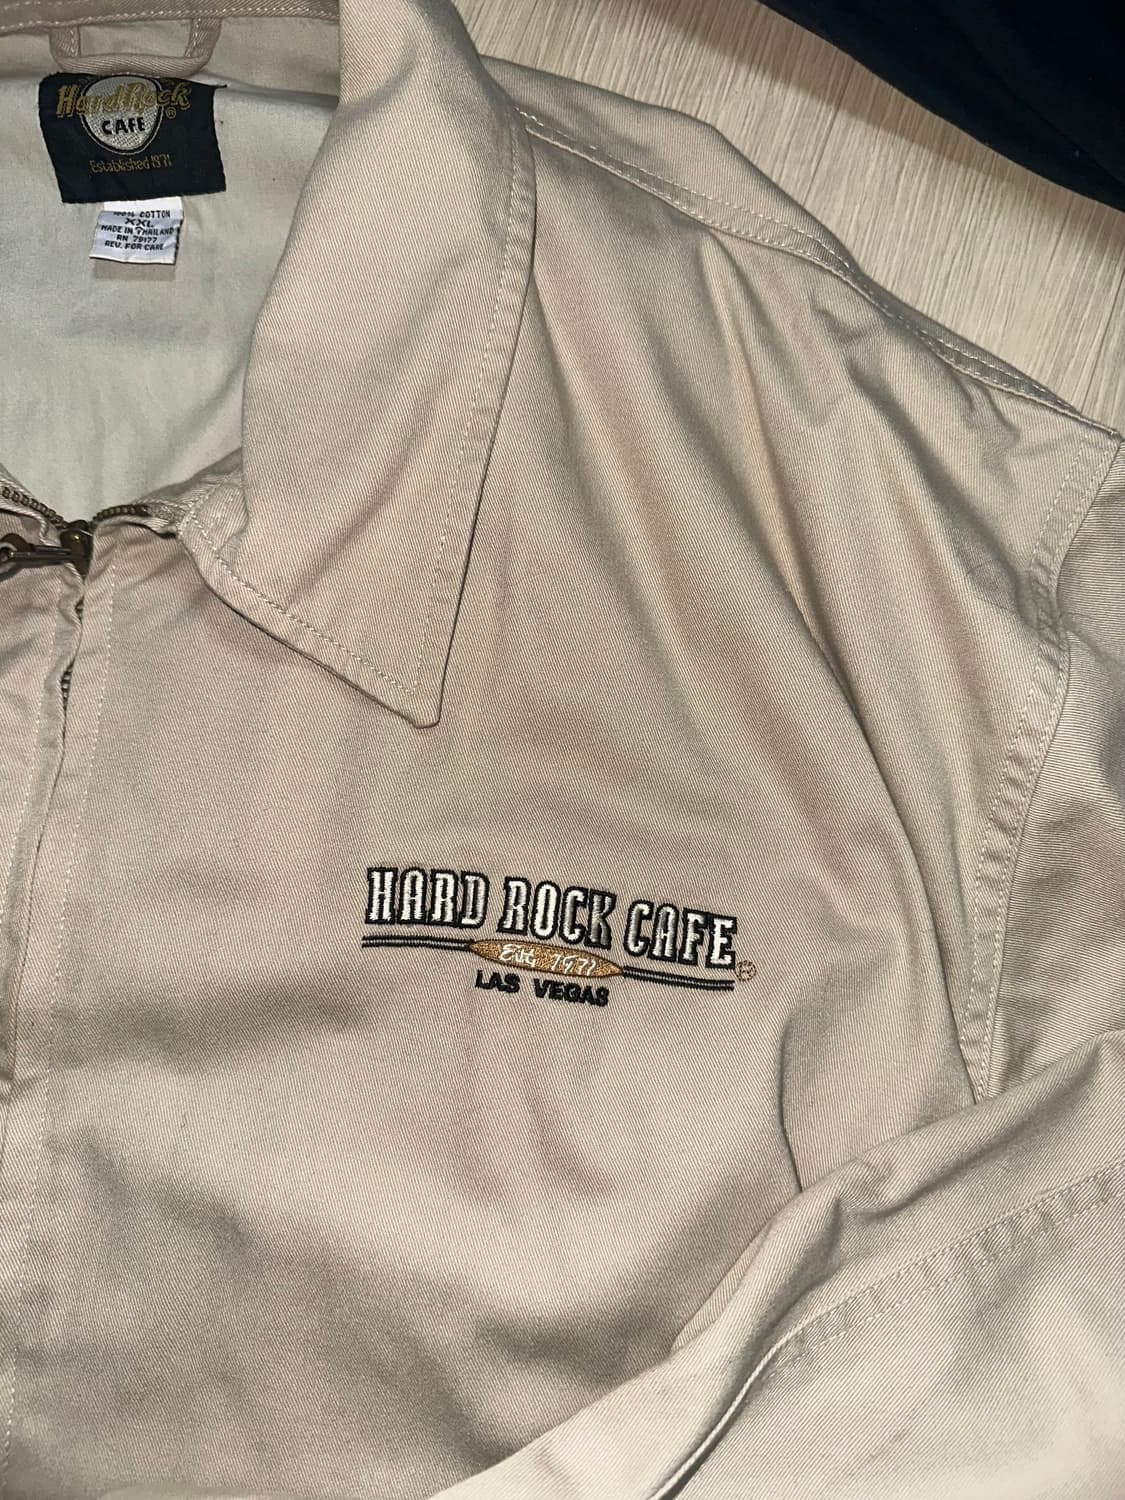 Hard Rock
®
CAFE
Established 1971
100% COTTON
XXL
MADE IN THAILAND
RN 79177
REV. FOR CARE
HARD ROCK CAFE
Est. 1971 ®
LAS VEGAS